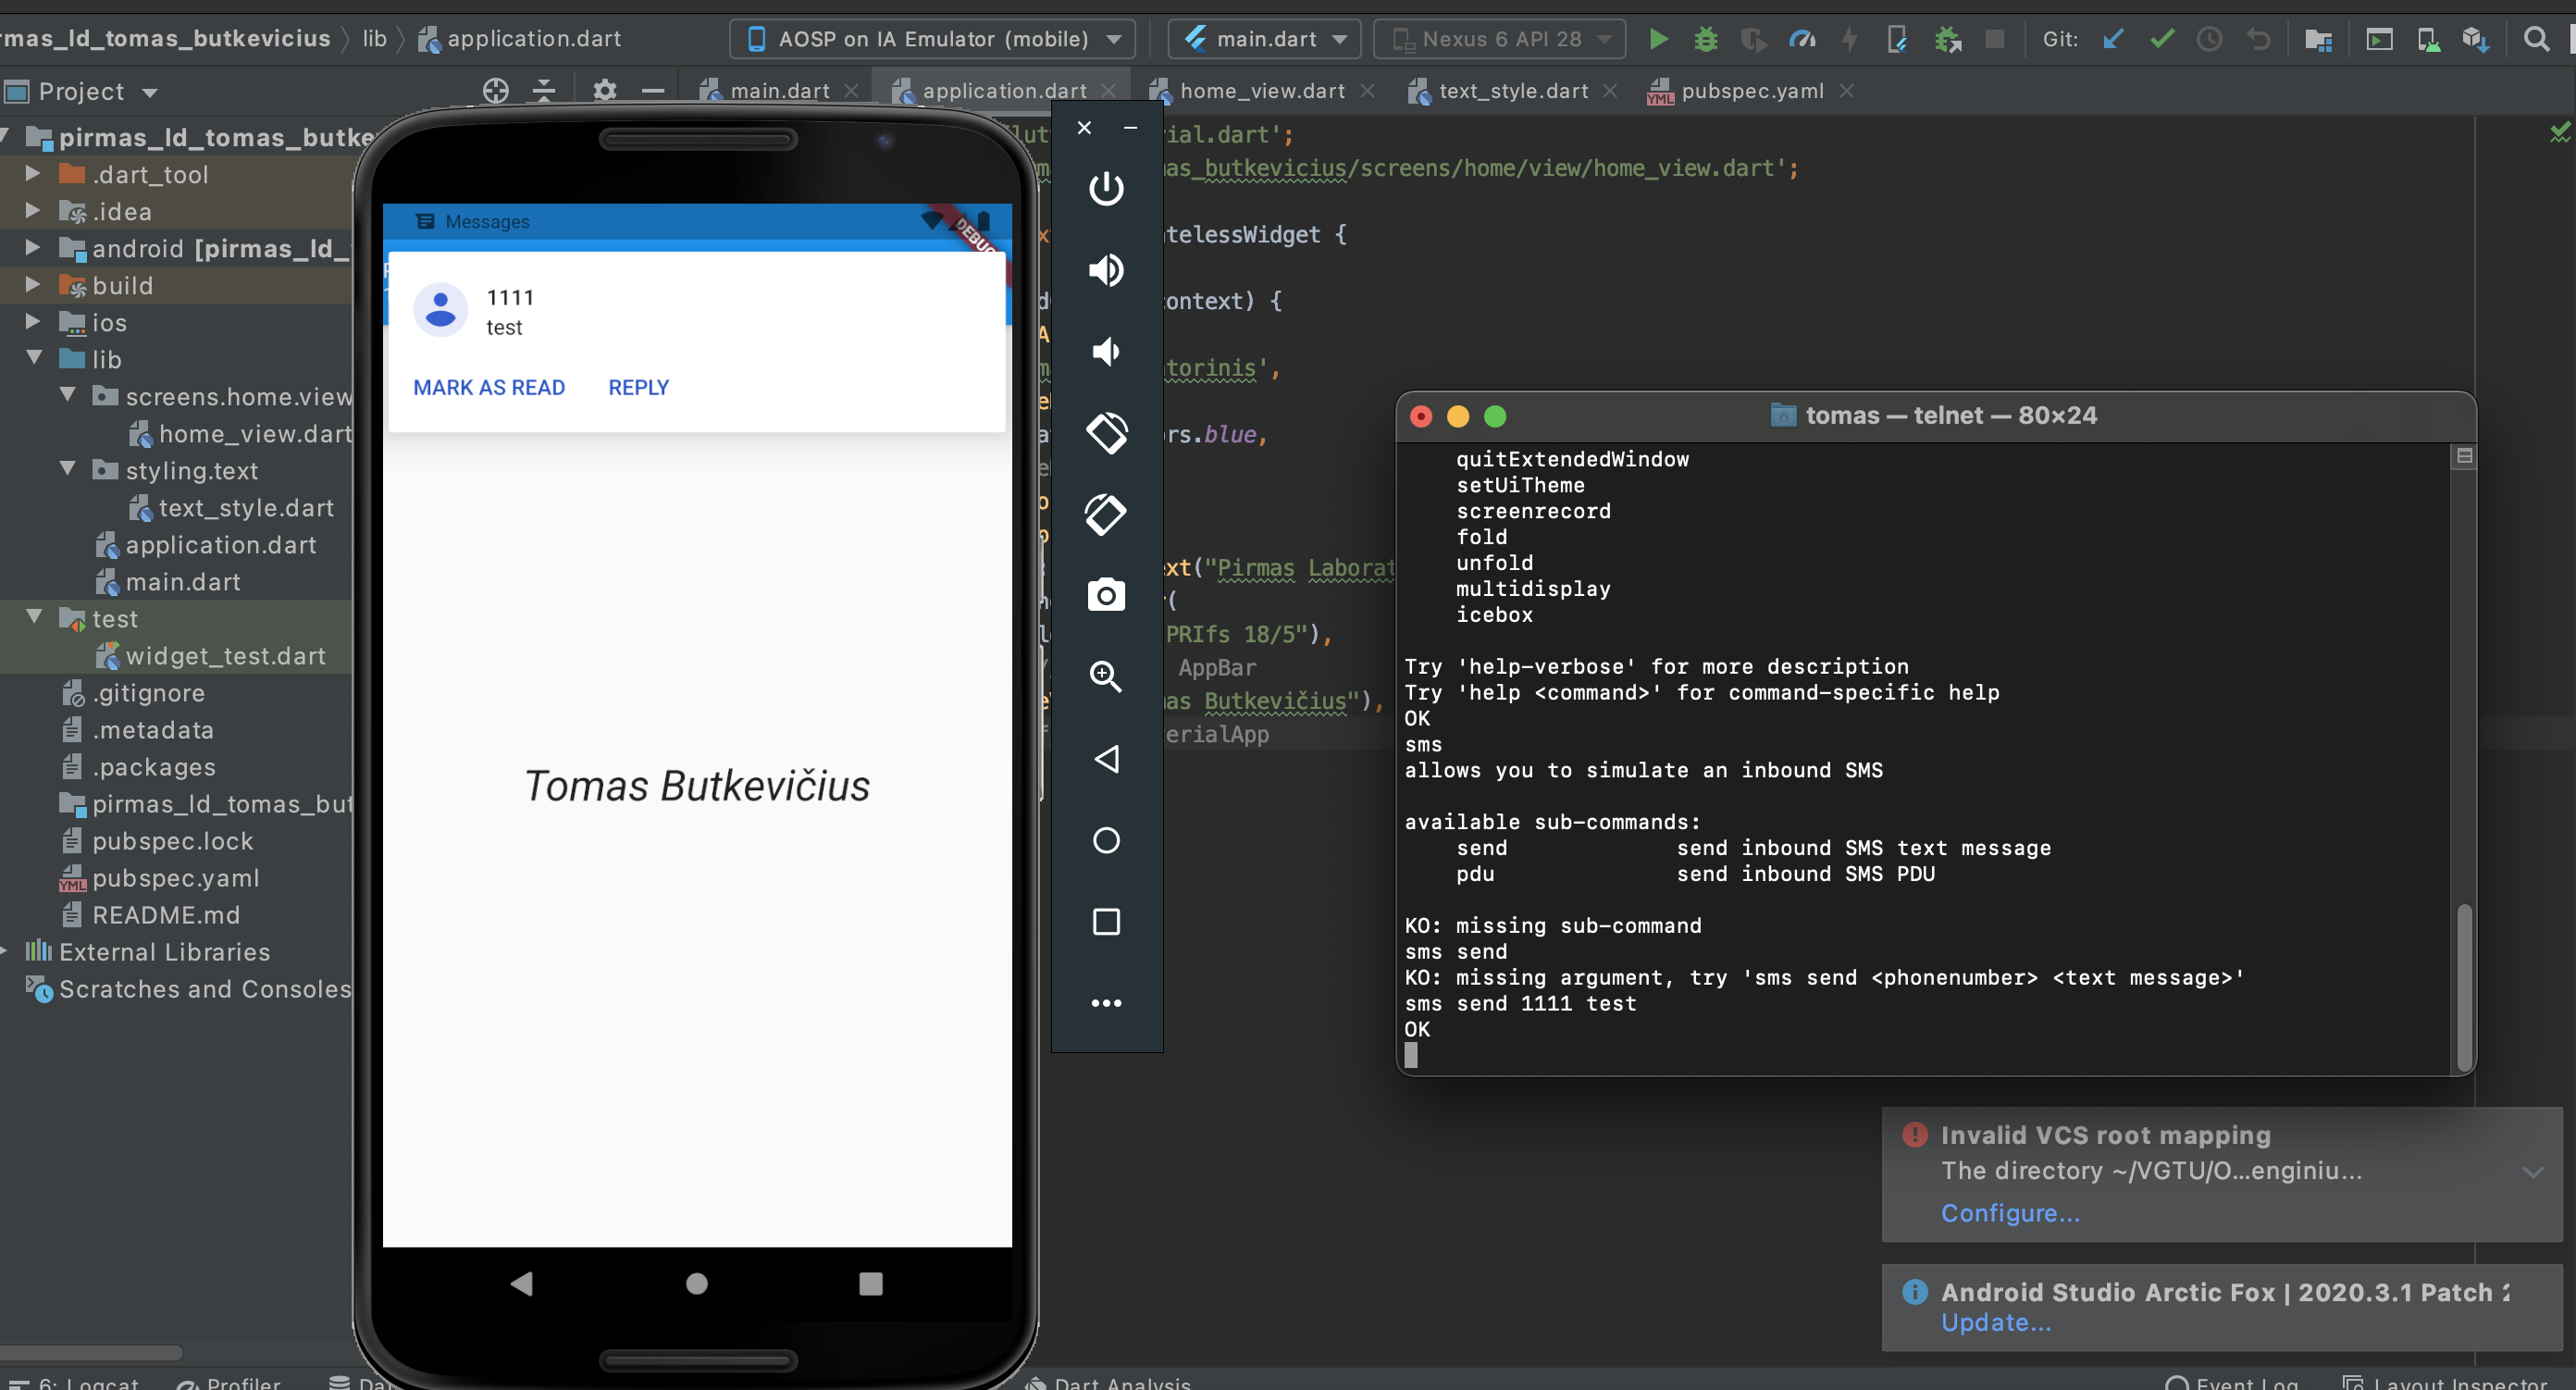 rmas_ld_tomas_butkevicius lib application.dart AOSP on IA Emulator (mobile) main.dart Nexus 6 API 28 Git:
Project main.dart application.dart home_view.dart text_style.dart pubspec.yaml
pirmas_ld_tomas_butke
.dart_tool
.idea
android [pirmas_ld_
build
ios
lib
screens.home.view
home_view.dart
styling.text
text_style.dart
application.dart
main.dart
test
widget_test.dart
.gitignore
.metadata
.packages
pirmas_ld_tomas_but
pubspec.lock
pubspec.yaml
README.md
External Libraries
Scratches and Consoles
Messages
DEBUG
1111
test
MARK AS READ REPLY
Tomas Butkevičius
rial.dart';
as_butkevicius/screens/home/view/home_view.dart';
telessWidget {
ontext) {
torinis',
rs.blue,
xt("Pirmas Laborat
(
PRIfs 18/5"),
AppBar
as Butkevičius"),
erialApp
tomas — telnet — 80×24
quitExtendedWindow
setUiTheme
screenrecord
fold
unfold
multidisplay
icebox
Try 'help-verbose' for more description
Try 'help <command>' for command-specific help
OK
sms
allows you to simulate an inbound SMS
available sub-commands:
send send inbound SMS text message
pdu send inbound SMS PDU
KO: missing sub-command
sms send
KO: missing argument, try 'sms send <phonenumber> <text message>'
sms send 1111 test
OK
Invalid VCS root mapping
The directory ~/VGTU/O...enginiu...
Configure...
Android Studio Arctic Fox | 2020.3.1 Patch 2
Update...
6: Logcat Profiler Dart Analysis Event Log Layout Inspector